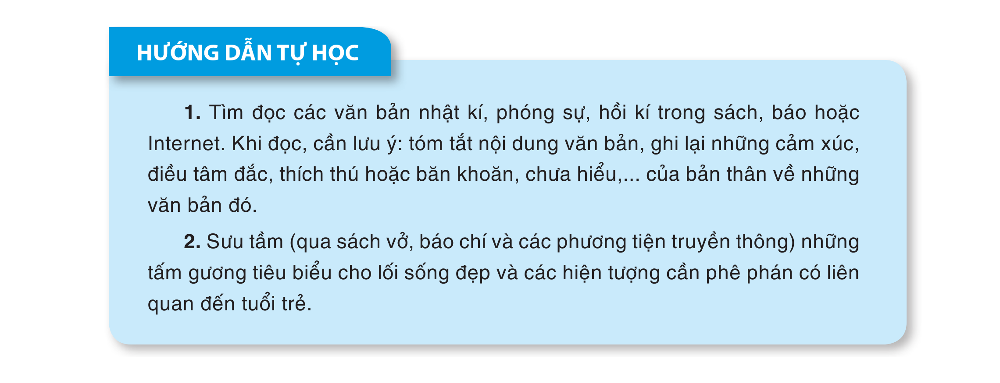 HƯỚNG DẪN TỰ HỌC
1. Tìm đọc các văn bản nhật kí, phóng sự, hồi kí trong sách, báo hoặc
Internet. Khi đọc, cần lưu ý: tóm tắt nội dung văn bản, ghi lại những cảm xúc,
điều tâm đắc, thích thú hoặc băn khoăn, chưa hiểu,... của bản thân về những
văn bản đó.
2. Sưu tầm (qua sách vở, báo chí và các phương tiện truyền thông) những
tấm gương tiêu biểu cho lối sống đẹp và các hiện tượng cần phê phán có liên
quan đến tuổi trẻ.